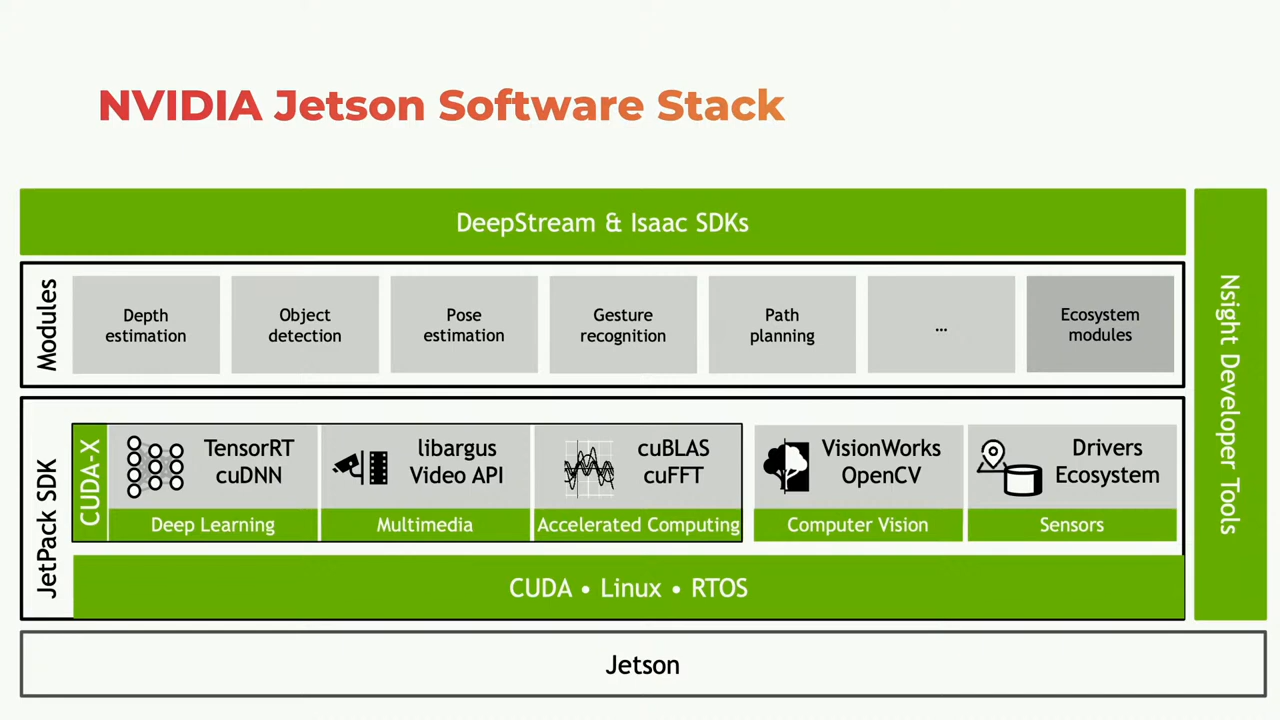 NVIDIA Jetson Software Stack
DeepStream & Isaac SDKs
Modules
Depth
estimation
Object
detection
Pose
estimation
Gesture
recognition
Path
planning
...
Ecosystem
modules
JetPack SDK
CUDA-X
TensorRT
cuDNN
Deep Learning
libargus
Video API
Multimedia
cuBLAS
cuFFT
Accelerated Computing
VisionWorks
OpenCV
Computer Vision
Drivers
Ecosystem
Sensors
CUDA • Linux • RTOS
Nsight Developer Tools
Jetson